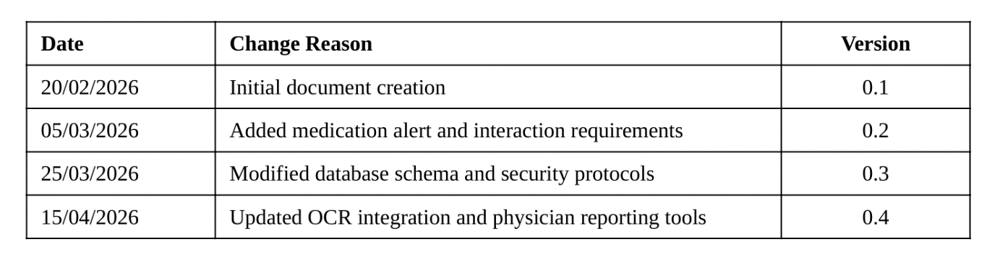 Date Change Reason Version
20/02/2026 Initial document creation 0.1
05/03/2026 Added medication alert and interaction requirements 0.2
25/03/2026 Modified database schema and security protocols 0.3
15/04/2026 Updated OCR integration and physician reporting tools 0.4